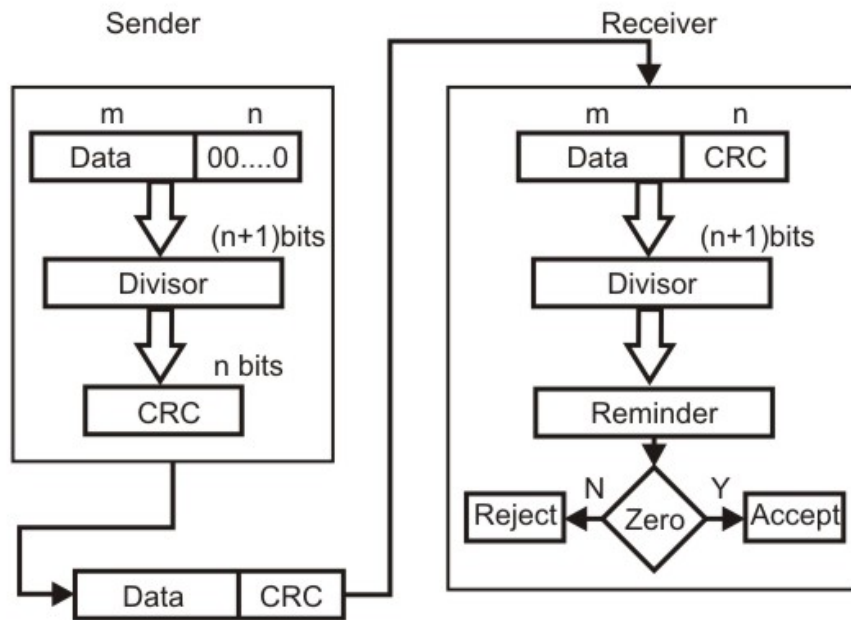 Sender
m n
Data 00....0
(n+1)bits
Divisor
n bits
CRC
Data CRC
Receiver
m n
Data CRC
(n+1)bits
Divisor
Reminder
N Y
Reject Zero Accept